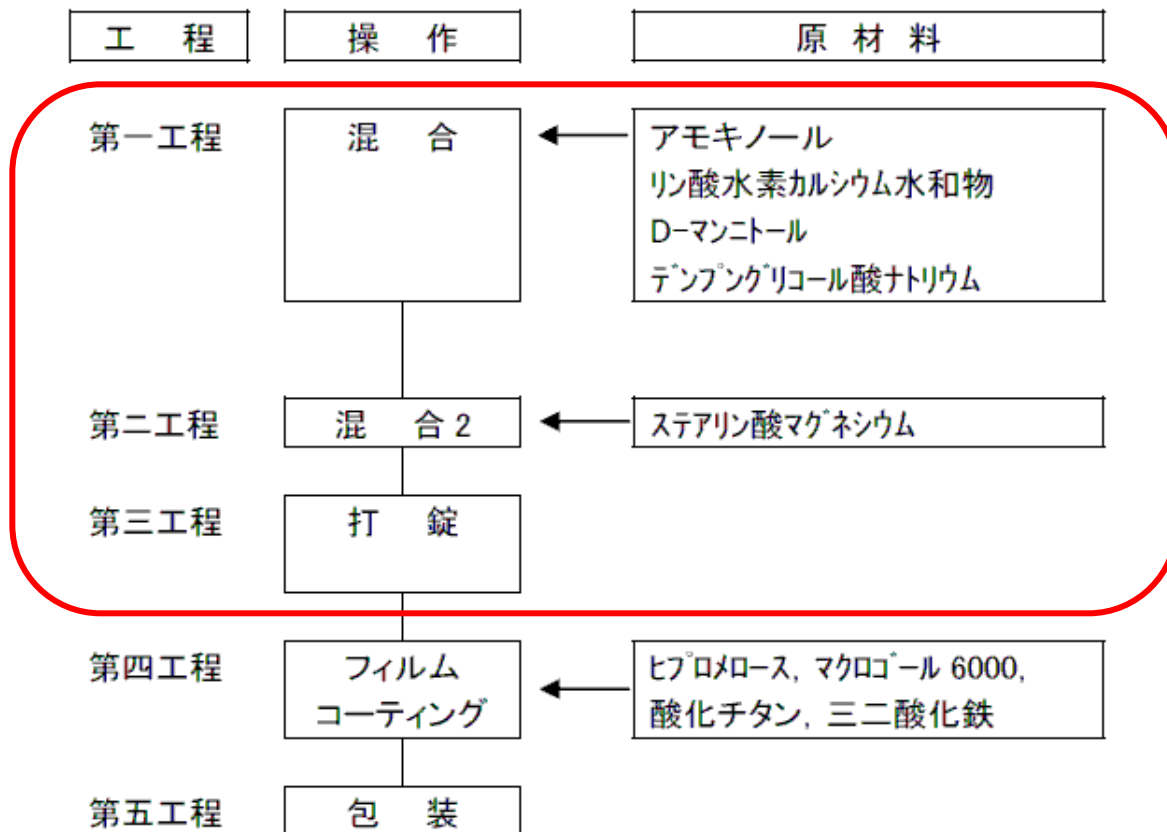 工 程 操 作 原 材 料
第一工程 混 合 アモキノール
リン酸水素カルシウム水和物
D-マンニトール
デンプングリコール酸ナトリウム
第二工程 混 合 2 ステアリン酸マグネシウム
第三工程 打 錠
第四工程 フィルム ヒプロメロース, マクロゴール 6000,
コーティング 酸化チタン, 三二酸化鉄
第五工程 包 装